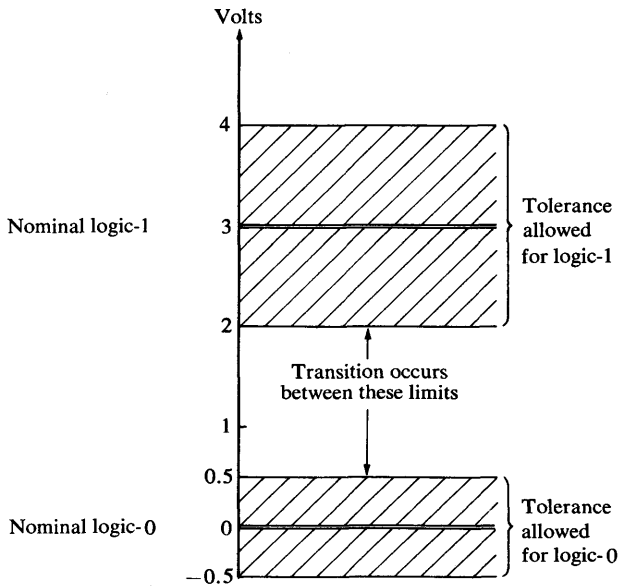 Volts
4
Nominal logic-1
3
Tolerance
allowed
for logic-1
2
Transition occurs
between these limits
1
0.5
Nominal logic-0
0
Tolerance
allowed
for logic-0
−0.5